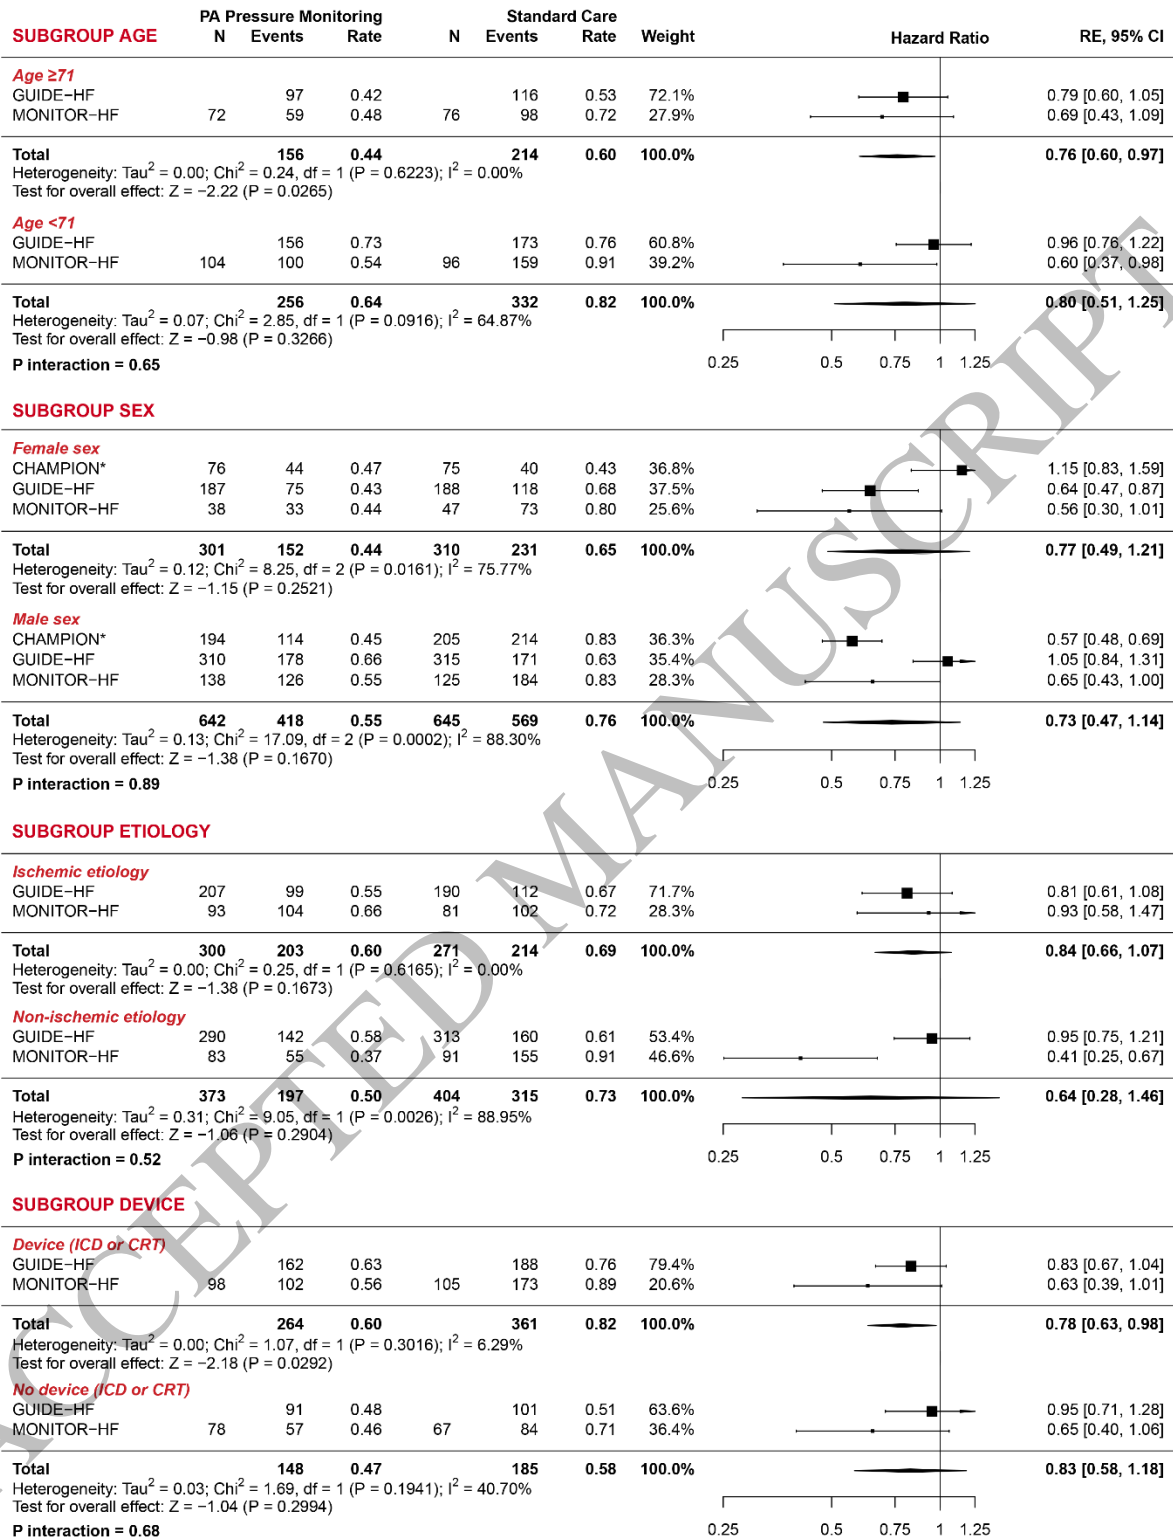 PA Pressure Monitoring Standard Care
SUBGROUP AGE N Events Rate N Events Rate Weight Hazard Ratio RE, 95% CI
Age ≥71
GUIDE−HF 97 0.42 116 0.53 72.1% 0.79 [0.60, 1.05]
MONITOR−HF 72 59 0.48 76 98 0.72 27.9% 0.69 [0.43, 1.09]
Total 156 0.44 214 0.60 100.0% 0.76 [0.60, 0.97]
Heterogeneity: Tau² = 0.00; Chi² = 0.24, df = 1 (P = 0.6223); I² = 0.00%
Test for overall effect: Z = −2.22 (P = 0.0265)
Age <71
GUIDE−HF 156 0.73 173 0.76 60.8% 0.96 [0.76, 1.22]
MONITOR−HF 104 100 0.54 96 159 0.91 39.2% 0.60 [0.37, 0.98]
Total 256 0.64 332 0.82 100.0% 0.80 [0.51, 1.25]
Heterogeneity: Tau² = 0.07; Chi² = 2.85, df = 1 (P = 0.0916); I² = 64.87%
Test for overall effect: Z = −0.98 (P = 0.3266)
P interaction = 0.65 0.25 0.5 0.75 1 1.25
SUBGROUP SEX
Female sex
CHAMPION* 76 44 0.47 75 40 0.43 36.8% 1.15 [0.83, 1.59]
GUIDE−HF 187 75 0.43 188 118 0.68 37.5% 0.64 [0.47, 0.87]
MONITOR−HF 38 33 0.44 47 73 0.80 25.6% 0.56 [0.30, 1.01]
Total 301 152 0.44 310 231 0.65 100.0% 0.77 [0.49, 1.21]
Heterogeneity: Tau² = 0.12; Chi² = 8.25, df = 2 (P = 0.0161); I² = 75.77%
Test for overall effect: Z = −1.15 (P = 0.2521)
Male sex
CHAMPION* 194 114 0.45 205 214 0.83 36.3% 0.57 [0.48, 0.69]
GUIDE−HF 310 178 0.66 315 171 0.63 35.4% 1.05 [0.84, 1.31]
MONITOR−HF 138 126 0.55 125 184 0.83 28.3% 0.65 [0.43, 1.00]
Total 642 418 0.55 645 569 0.76 100.0% 0.73 [0.47, 1.14]
Heterogeneity: Tau² = 0.13; Chi² = 17.09, df = 2 (P = 0.0002); I² = 88.30%
Test for overall effect: Z = −1.38 (P = 0.1670)
P interaction = 0.89 0.25 0.5 0.75 1 1.25
SUBGROUP ETIOLOGY
Ischemic etiology
GUIDE−HF 207 99 0.55 190 112 0.67 71.7% 0.81 [0.61, 1.08]
MONITOR−HF 93 104 0.66 81 102 0.72 28.3% 0.93 [0.58, 1.47]
Total 300 203 0.60 271 214 0.69 100.0% 0.84 [0.66, 1.07]
Heterogeneity: Tau² = 0.00; Chi² = 0.25, df = 1 (P = 0.6165); I² = 0.00%
Test for overall effect: Z = −1.38 (P = 0.1673)
Non-ischemic etiology
GUIDE−HF 290 142 0.58 313 160 0.61 53.4% 0.95 [0.75, 1.21]
MONITOR−HF 83 55 0.37 91 155 0.91 46.6% 0.41 [0.25, 0.67]
Total 373 197 0.50 404 315 0.73 100.0% 0.64 [0.28, 1.46]
Heterogeneity: Tau² = 0.31; Chi² = 9.05, df = 1 (P = 0.0026); I² = 88.95%
Test for overall effect: Z = −1.06 (P = 0.2904)
P interaction = 0.52 0.25 0.5 0.75 1 1.25
SUBGROUP DEVICE
Device (ICD or CRT)
GUIDE−HF 162 0.63 188 0.76 79.4% 0.83 [0.67, 1.04]
MONITOR−HF 98 102 0.56 105 173 0.89 20.6% 0.63 [0.39, 1.01]
Total 264 0.60 361 0.82 100.0% 0.78 [0.63, 0.98]
Heterogeneity: Tau² = 0.00; Chi² = 1.07, df = 1 (P = 0.3016); I² = 6.29%
Test for overall effect: Z = −2.18 (P = 0.0292)
No device (ICD or CRT)
GUIDE−HF 91 0.48 101 0.51 63.6% 0.95 [0.71, 1.28]
MONITOR−HF 78 57 0.46 67 84 0.71 36.4% 0.65 [0.40, 1.06]
Total 148 0.47 185 0.58 100.0% 0.83 [0.58, 1.18]
Heterogeneity: Tau² = 0.03; Chi² = 1.69, df = 1 (P = 0.1941); I² = 40.70%
Test for overall effect: Z = −1.04 (P = 0.2994)
P interaction = 0.68 0.25 0.5 0.75 1 1.25
ACCEPTED MANUSCRIPT